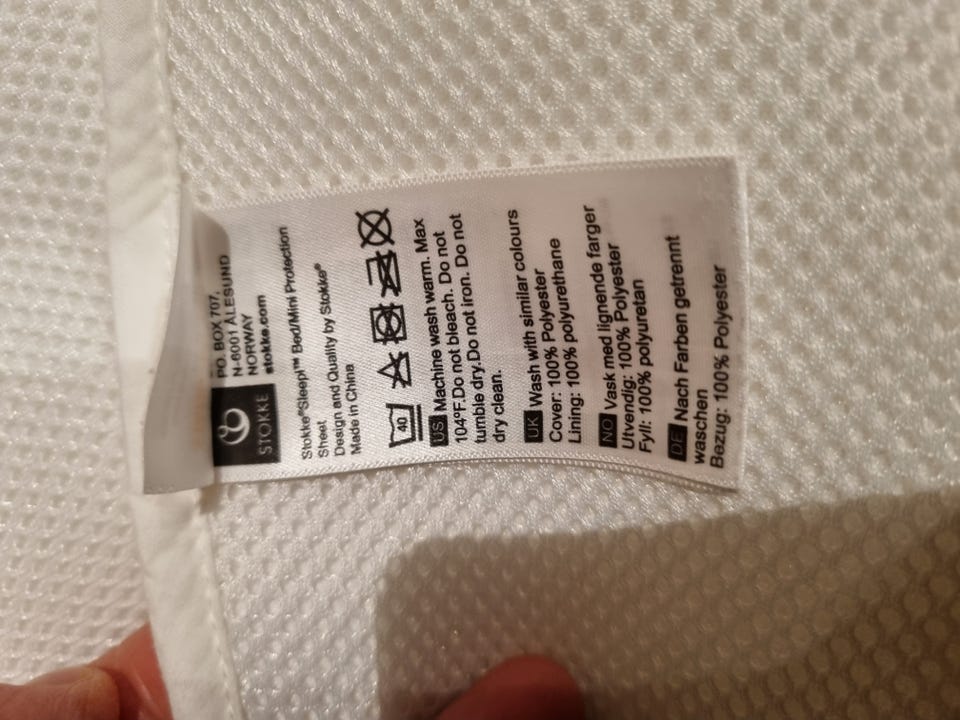 STOKKE
PO. BOX 707,
N-6001 ÅLESUND
NORWAY
stokke.com
Stokke® Sleepi™ Bed/Mini Protection
Sheet
Design and Quality by Stokke®
Made in China
40
US Machine wash warm. Max
104°F.Do not bleach. Do not
tumble dry.Do not iron. Do not
dry clean.
UK Wash with similar colours
Cover: 100% Polyester
Lining: 100% polyurethane
NO Vask med lignende farger
Utvendig: 100% Polyester
Fyll: 100% polyuretan
DE Nach Farben getrennt
waschen
Bezug: 100% Polyester